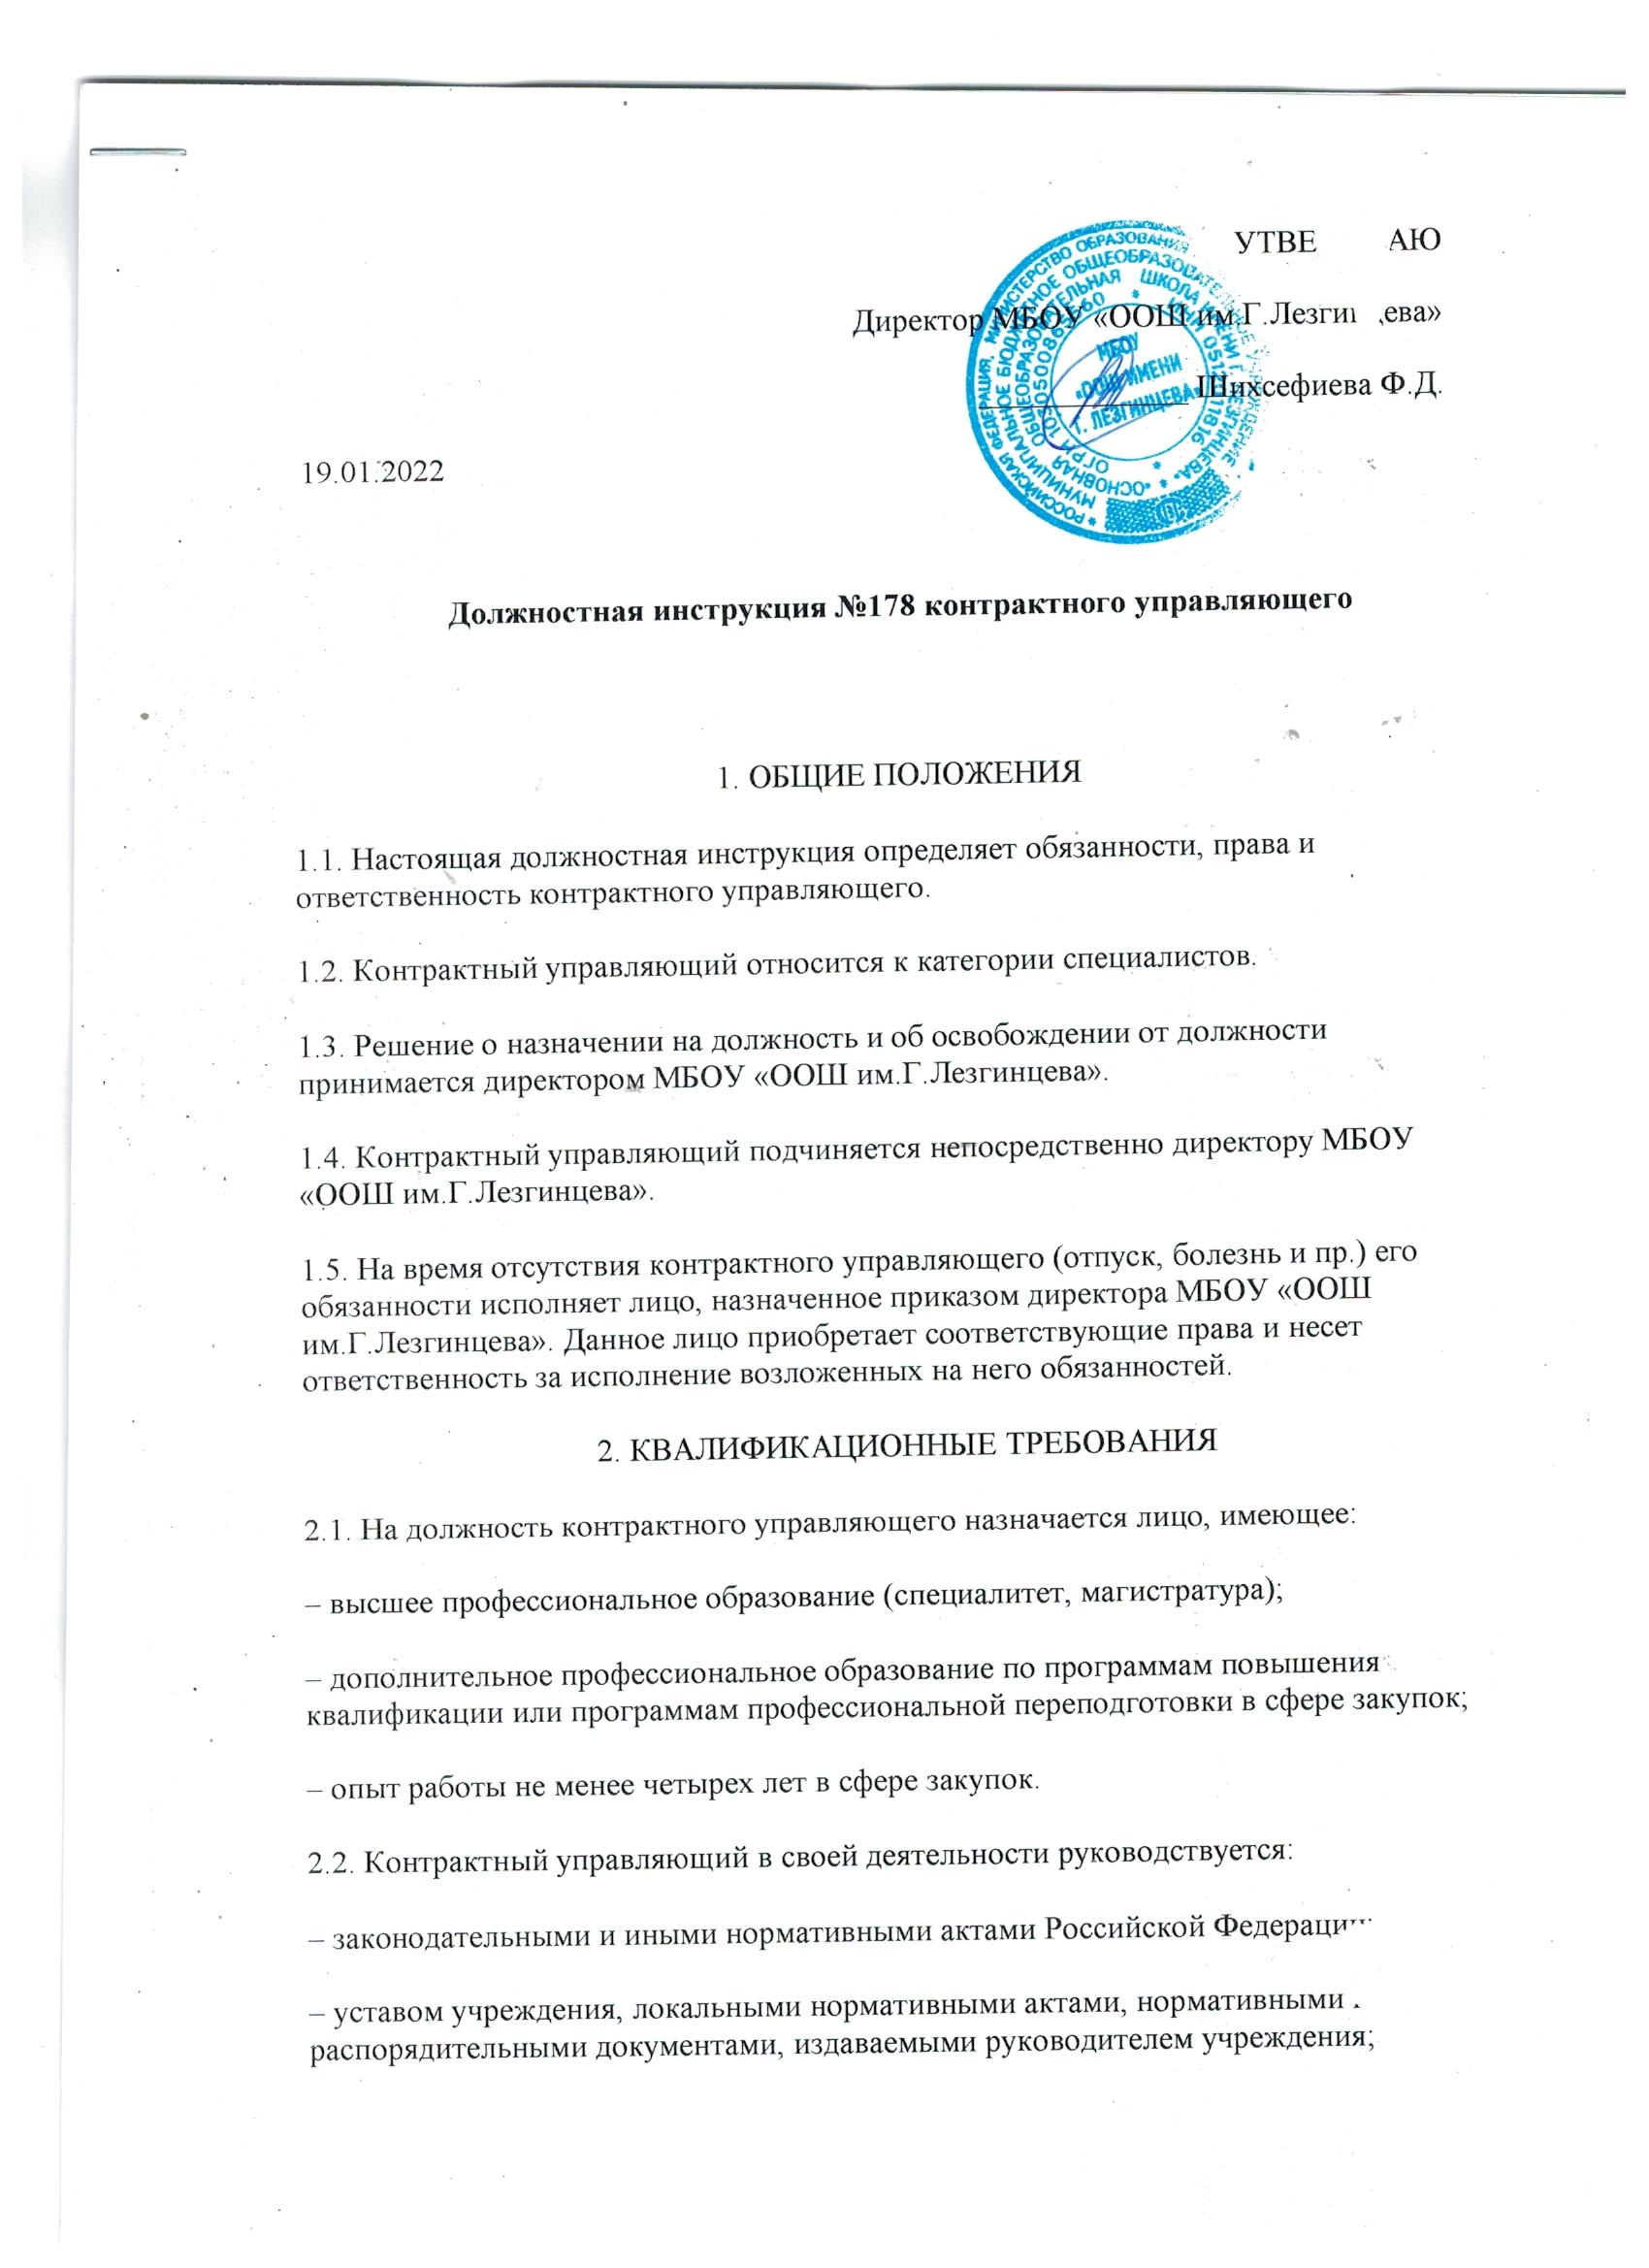 УТВЕ АЮ
Директор МБОУ «ООШ им.Г.Лезгин ева»
Шихсефиева Ф.Д.
МБОУ
«ООШ ИМЕНИ
Г. ЛЕЗГИНЦЕВА»
19.01.2022
Должностная инструкция №178 контрактного управляющего
1. ОБЩИЕ ПОЛОЖЕНИЯ
1.1. Настоящая должностная инструкция определяет обязанности, права и
ответственность контрактного управляющего.
1.2. Контрактный управляющий относится к категории специалистов.
1.3. Решение о назначении на должность и об освобождении от должности
принимается директором МБОУ «ООШ им.Г.Лезгинцева».
1.4. Контрактный управляющий подчиняется непосредственно директору МБОУ
«ООШ им.Г.Лезгинцева».
1.5. На время отсутствия контрактного управляющего (отпуск, болезнь и пр.) его
обязанности исполняет лицо, назначенное приказом директора МБОУ «ООШ
им.Г.Лезгинцева». Данное лицо приобретает соответствующие права и несет
ответственность за исполнение возложенных на него обязанностей.
2. КВАЛИФИКАЦИОННЫЕ ТРЕБОВАНИЯ
2.1. На должность контрактного управляющего назначается лицо, имеющее:
– высшее профессиональное образование (специалитет, магистратура);
– дополнительное профессиональное образование по программам повышения
квалификации или программам профессиональной переподготовки в сфере закупок;
– опыт работы не менее четырех лет в сфере закупок.
2.2. Контрактный управляющий в своей деятельности руководствуется:
– законодательными и иными нормативными актами Российской Федерации;
– уставом учреждения, локальными нормативными актами, нормативными
распорядительными документами, издаваемыми руководителем учреждения;